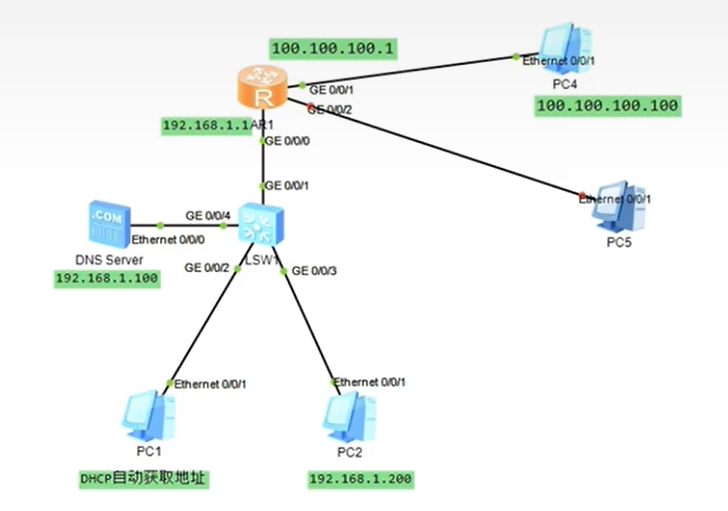 100.100.100.1
Ethernet 0/0/1
PC4
100.100.100.100
GE 0/0/1
GE 0/0/2
R
192.168.1.1
AR1
GE 0/0/0
GE 0/0/1
Ethernet 0/0/1
PC5
.COM
GE 0/0/4
Ethernet 0/0/0
DNS Server
192.168.1.100
LSW1
GE 0/0/2
GE 0/0/3
Ethernet 0/0/1
Ethernet 0/0/1
PC1
PC2
DHCP自动获取地址
192.168.1.200